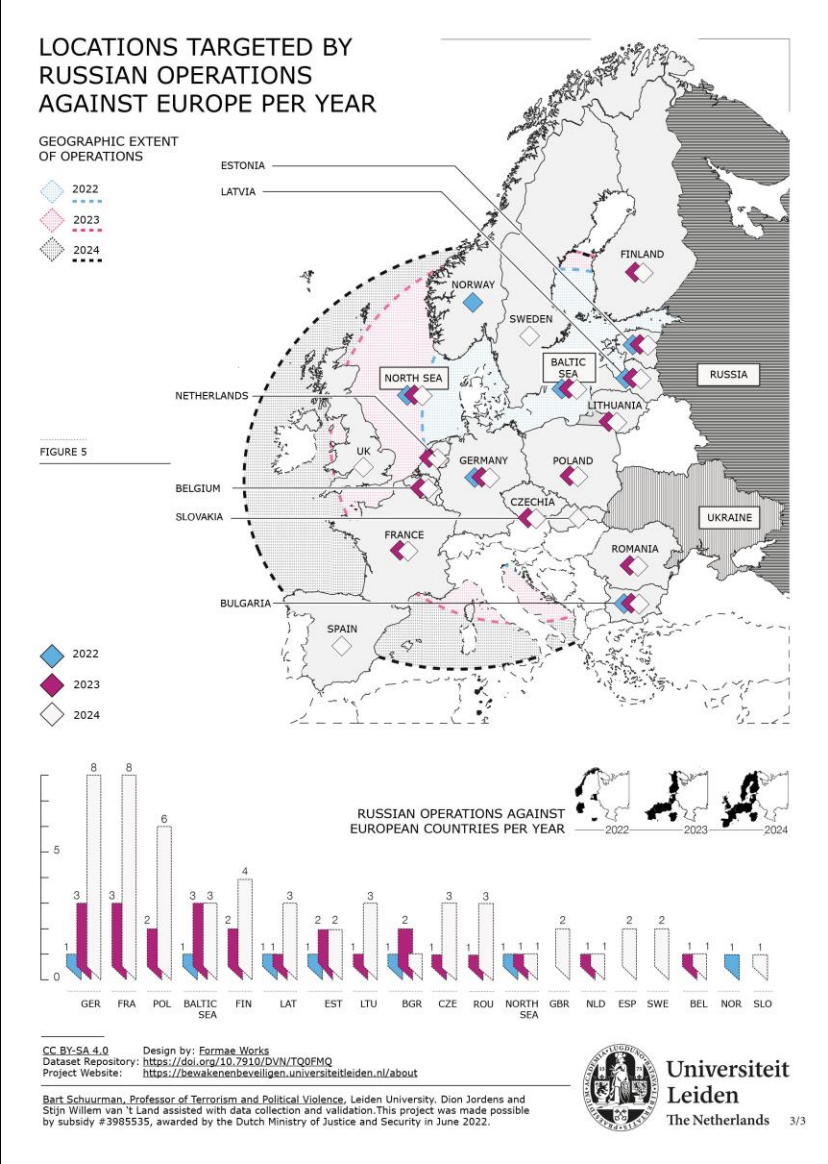 LOCATIONS TARGETED BY
RUSSIAN OPERATIONS
AGAINST EUROPE PER YEAR
GEOGRAPHIC EXTENT
OF OPERATIONS
2022
2023
2024
ESTONIA
LATVIA
FINLAND
NORWAY
SWEDEN
BALTIC
SEA
NORTH SEA
RUSSIA
NETHERLANDS
LITHUANIA
FIGURE 5
UK
GERMANY
POLAND
BELGIUM
CZECHIA
SLOVAKIA
UKRAINE
FRANCE
ROMANIA
BULGARIA
SPAIN
2022
2023
2024
RUSSIAN OPERATIONS AGAINST
EUROPEAN COUNTRIES PER YEAR
2022
2023
2024
5
0
1 3 8
3 8
2 6
1 3 3
2 4
1 1 3
1 2 2
1 3
1 2
1 3
1 3
1 1 1
2
1 1
2
2
1 1
1
1
GER FRA POL BALTIC SEA FIN LAT EST LTU BGR CZE ROU NORTH SEA GBR NLD ESP SWE BEL NOR SLO
CC BY-SA 4.0 Design by: Formae Works
Dataset Repository: https://doi.org/10.7910/DVN/TQ0FMQ
Project Website: https://bewakenenbeveiligen.universiteitleiden.nl/about
Bart Schuurman, Professor of Terrorism and Political Violence, Leiden University. Dion Jordens and
Stijn Willem van 't Land assisted with data collection and validation.This project was made possible
by subsidy #3985535, awarded by the Dutch Ministry of Justice and Security in June 2022.
Universiteit
Leiden
The Netherlands
3/3